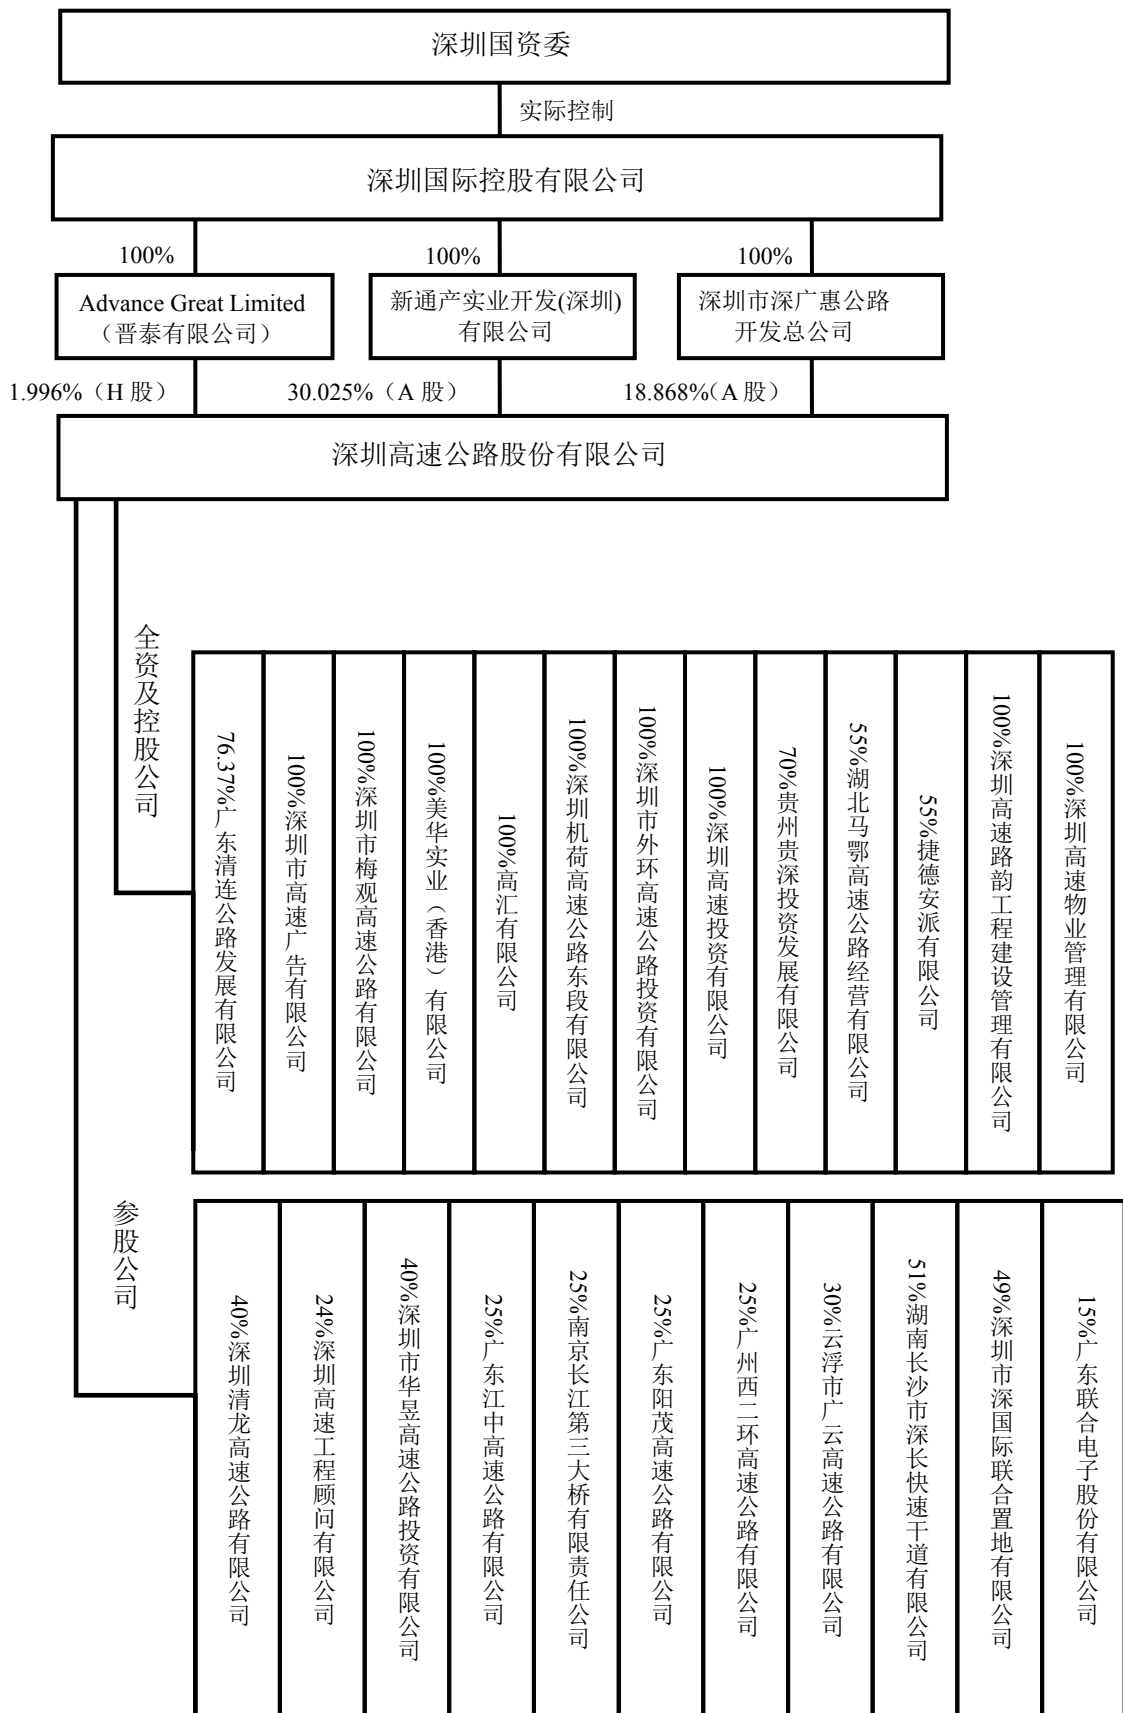 深圳国资委
实际控制
深圳国际控股有限公司
100%
100%
100%
Advance Great Limited
（晋泰有限公司）
新通产实业开发(深圳)
有限公司
深圳市深广惠公路
开发总公司
1.996%（H 股）
30.025%（A 股）
18.868%（A 股）
深圳高速公路股份有限公司
全资及控股公司
76.37%广东清连公路发展有限公司
100%深圳市高速广告有限公司
100%深圳市梅观高速公路有限公司
100%美华实业（香港）有限公司
100%高汇有限公司
100%深圳机荷高速公路东段有限公司
100%深圳市外环高速公路投资有限公司
100%深圳高速投资有限公司
70%贵州贵深投资发展有限公司
55%湖北马鄂高速公路经营有限公司
55%捷德安派有限公司
100%深圳高速路韵工程建设管理有限公司
100%深圳高速物业管理有限公司
参股公司
40%深圳清龙高速公路有限公司
24%深圳高速工程顾问有限公司
40%深圳市华昱高速公路投资有限公司
25%广东江中高速公路有限公司
25%南京长江第三大桥有限责任公司
25%广东阳茂高速公路有限公司
25%广州西二环高速公路有限公司
30%云浮市广云高速公路有限公司
51%湖南长沙市深长快速干道有限公司
49%深圳市深国际联合置地有限公司
15%广东联合电子股份有限公司